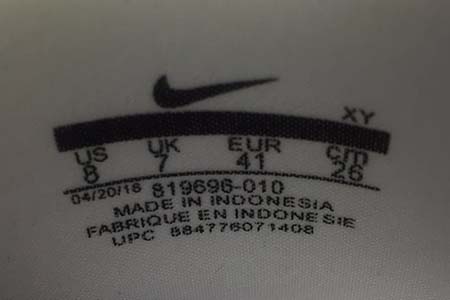 XY
US UK EUR cm
8 7 41 26
04/20/16 819696-010
MADE IN INDONESIA
FABRIQUE EN INDONESIE
UPC 884776071408